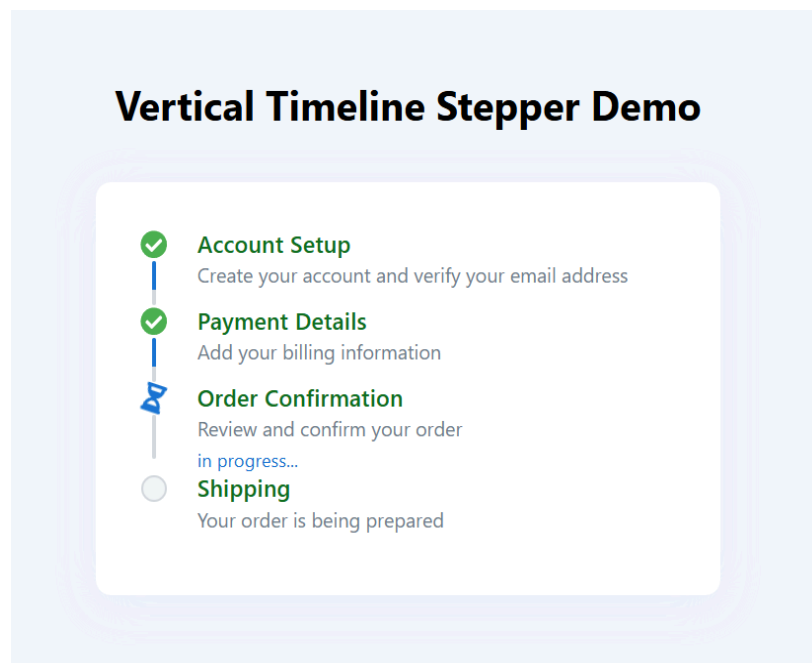 Vertical Timeline Stepper Demo
Account Setup
Create your account and verify your email address
Payment Details
Add your billing information
Order Confirmation
Review and confirm your order
in progress...
Shipping
Your order is being prepared